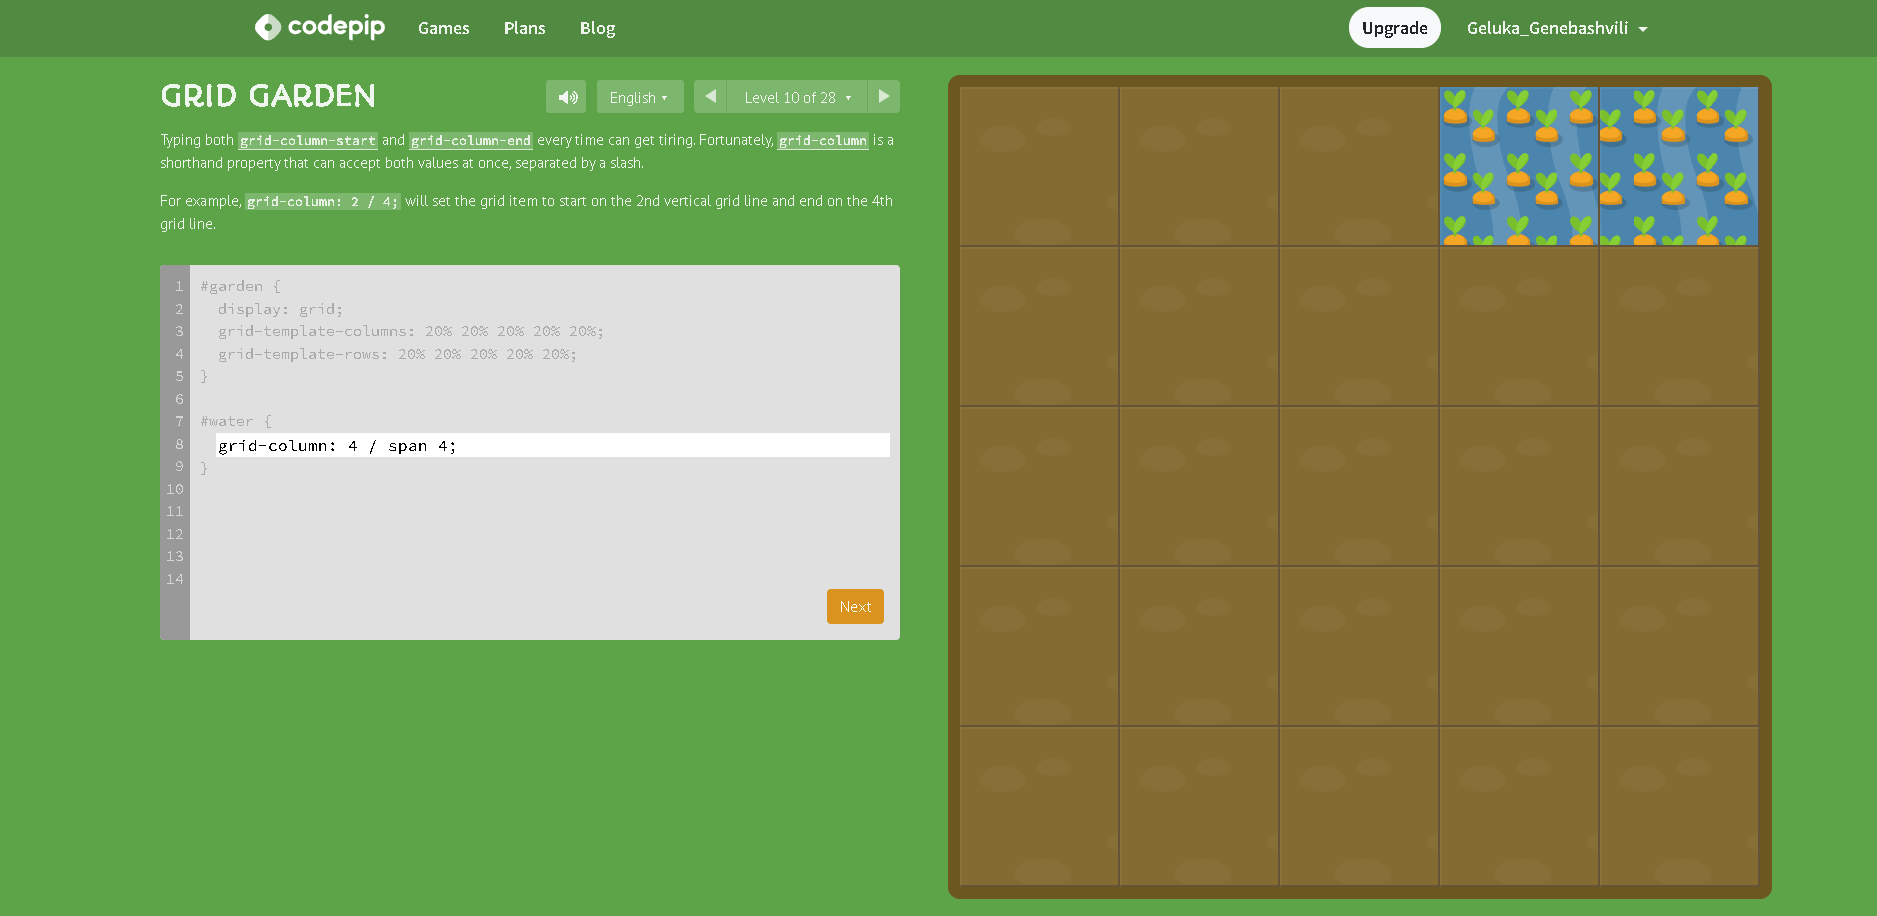 codepip
Games
Plans
Blog
Upgrade
Geluka_Genebashvili
GRID GARDEN
English
Level 10 of 28
Typing both grid-column-start and grid-column-end every time can get tiring. Fortunately, grid-column is a
shorthand property that can accept both values at once, separated by a slash.
For example, grid-column: 2 / 4; will set the grid item to start on the 2nd vertical grid line and end on the 4th
grid line.
1 #garden {
2 display: grid;
3 grid-template-columns: 20% 20% 20% 20% 20%;
4 grid-template-rows: 20% 20% 20% 20% 20%;
5 }
6
7 #water {
8 grid-column: 4 / span 4;
9 }
10
11
12
13
14
Next